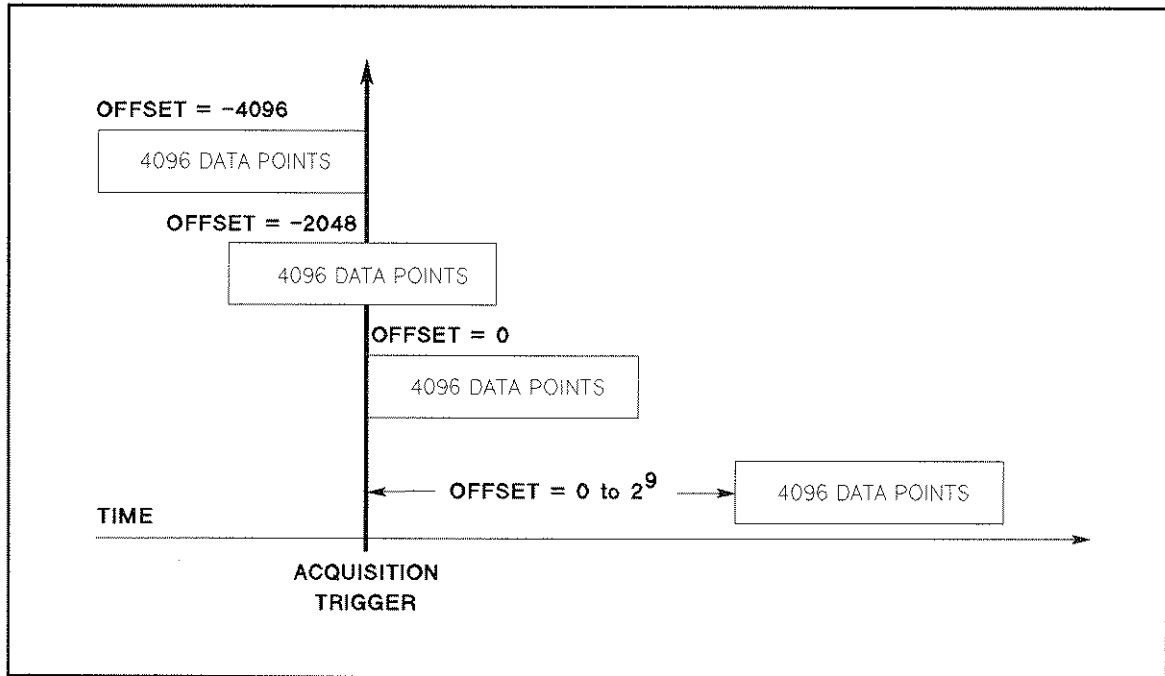 OFFSET = -4096
4096 DATA POINTS
OFFSET = -2048
4096 DATA POINTS
OFFSET = 0
4096 DATA POINTS
OFFSET = 0 to 2⁹
4096 DATA POINTS
TIME
ACQUISITION
TRIGGER